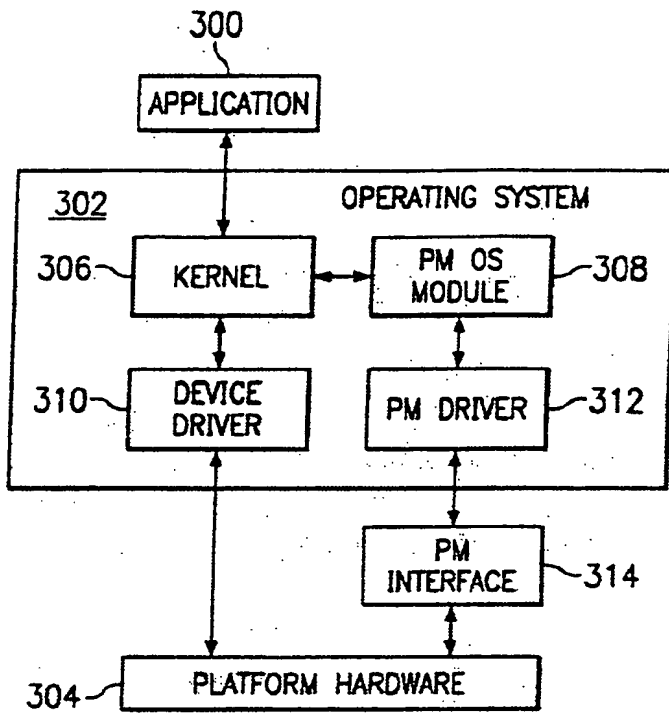 300
APPLICATION
302
OPERATING SYSTEM
306
KERNEL
PM OS
MODULE
308
310
DEVICE
DRIVER
PM DRIVER
312
PM
INTERFACE
314
304
PLATFORM HARDWARE